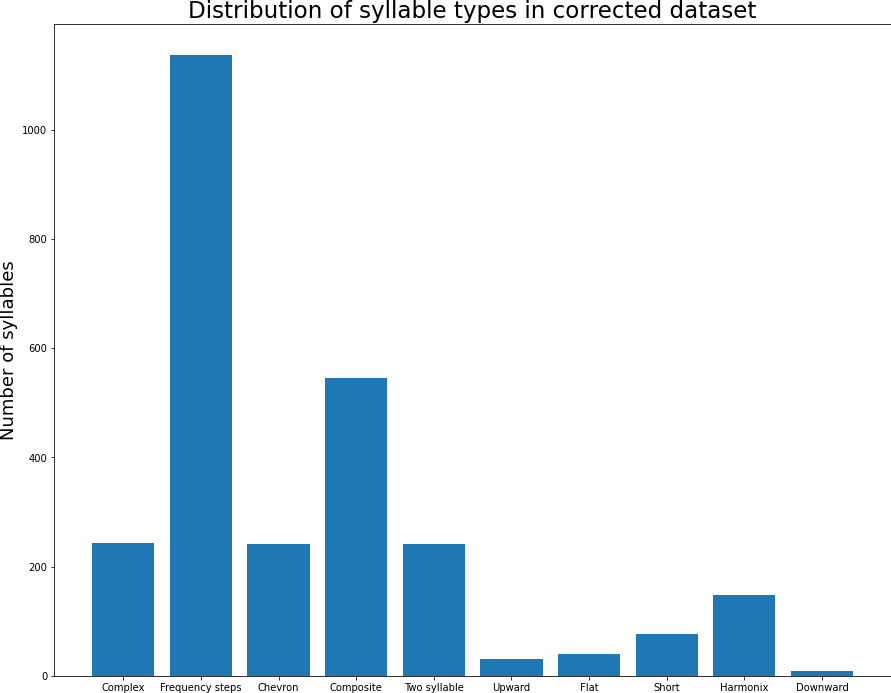 Distribution of syllable types in corrected dataset
Number of syllables
1000
800
600
400
200
0
Complex Frequency steps Chevron Composite Two syllable Upward Flat Short Harmonix Downward